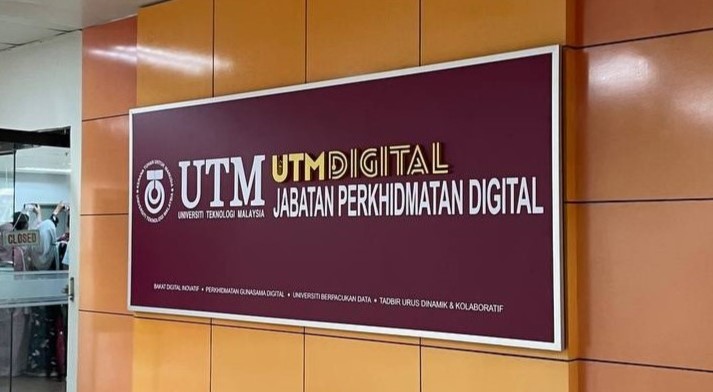 UTM
UNIVERSITI TEKNOLOGI MALAYSIA
UTMDIGITAL
JABATAN PERKHIDMATAN DIGITAL
BAKAT DIGITAL INOVATIF • PERKHIDMATAN GUNASAMA DIGITAL • UNIVERSITI BERPACUKAN DATA • TADBIR URUS DINAMIK & KOLABORATIF
CLOSED